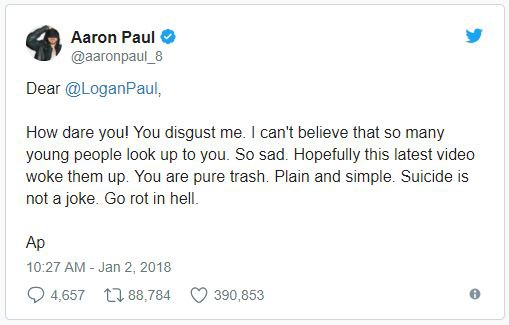 Aaron Paul
@aaronpaul_8
Dear @LoganPaul,
How dare you! You disgust me. I can't believe that so many
young people look up to you. So sad. Hopefully this latest video
woke them up. You are pure trash. Plain and simple. Suicide is
not a joke. Go rot in hell.
Ap
10:27 AM - Jan 2, 2018
4,657 88,784 390,853